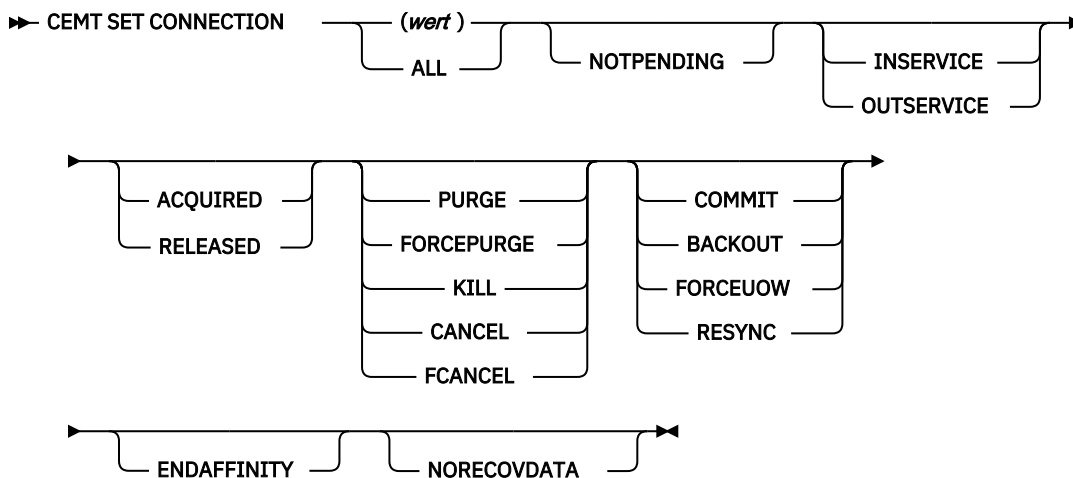 CEMT SET CONNECTION (wert) NOTPENDING INSERVICE
ALL OUTSERVICE
ACQUIRED PURGE COMMIT
RELEASED FORCEPURGE BACKOUT
KILL FORCEUOW
CANCEL RESYNC
FCANCEL
ENDAFFINITY NORECOVDATA